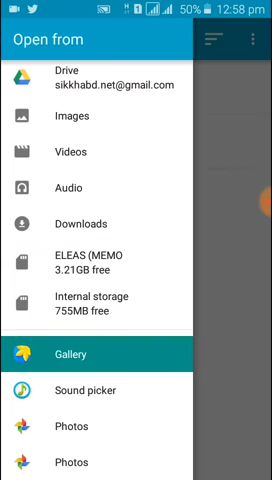 50% 12:58 pm
Open from
Drive
sikkhabd.net@gmail.com
Images
Videos
Audio
Downloads
ELEAS (MEMO
3.21GB free
Internal storage
755MB free
Gallery
Sound picker
Photos
Photos